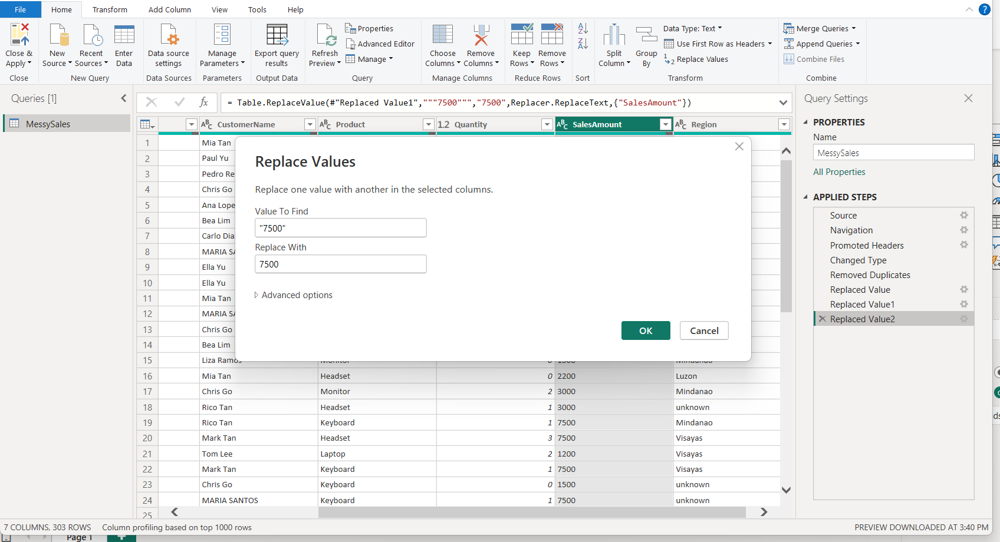 File Home Transform Add Column View Tools Help
Close & Apply
New Source
Recent Sources
Enter Data
Data source settings
Manage Parameters
Export query results
Refresh Preview
Properties
Advanced Editor
Manage
Choose Columns
Remove Columns
Keep Rows
Remove Rows
Split Column
Group By
Data Type: Text
Use First Row as Headers
Replace Values
Merge Queries
Append Queries
Combine Files
Close New Query Data Sources Parameters Output Data Query Manage Columns Reduce Rows Sort Transform Combine
Queries [1]
MessySales
fx = Table.ReplaceValue(#"Replaced Value1","""7500""","7500",Replacer.ReplaceText,{"SalesAmount"})
CustomerName Product 1.2 Quantity SalesAmount Region
1 Mia Tan
2 Paul Yu
3 Pedro Re
4 Chris Go
5 Ana Lope
6 Bea Lim
7 Carlo Dia
8 MARIA SA
9 Ella Yu
10 Ella Yu
11 Mia Tan
12 MARIA SA
13 Chris Go
14 Bea Lim
15 Liza Ramos Monitor 1500 Mindanao
16 Mia Tan Headset 0 2200 Luzon
17 Chris Go Monitor 2 3000 Mindanao
18 Rico Tan Headset 1 3000 unknown
19 Rico Tan Keyboard 1 7500 Mindanao
20 Mark Tan Headset 3 7500 Visayas
21 Tom Lee Laptop 2 1200 Visayas
22 Mark Tan Keyboard 1 7500 Visayas
23 Chris Go Keyboard 0 1500 unknown
24 MARIA SANTOS Keyboard 1 7500 unknown
25
Replace Values
Replace one value with another in the selected columns.
Value To Find
"7500"
Replace With
7500
Advanced options
OK Cancel
Query Settings
PROPERTIES
Name
MessySales
All Properties
APPLIED STEPS
Source
Navigation
Promoted Headers
Changed Type
Removed Duplicates
Replaced Value
Replaced Value1
Replaced Value2
7 COLUMNS, 303 ROWS Column profiling based on top 1000 rows PREVIEW DOWNLOADED AT 3:40 PM
Page 1